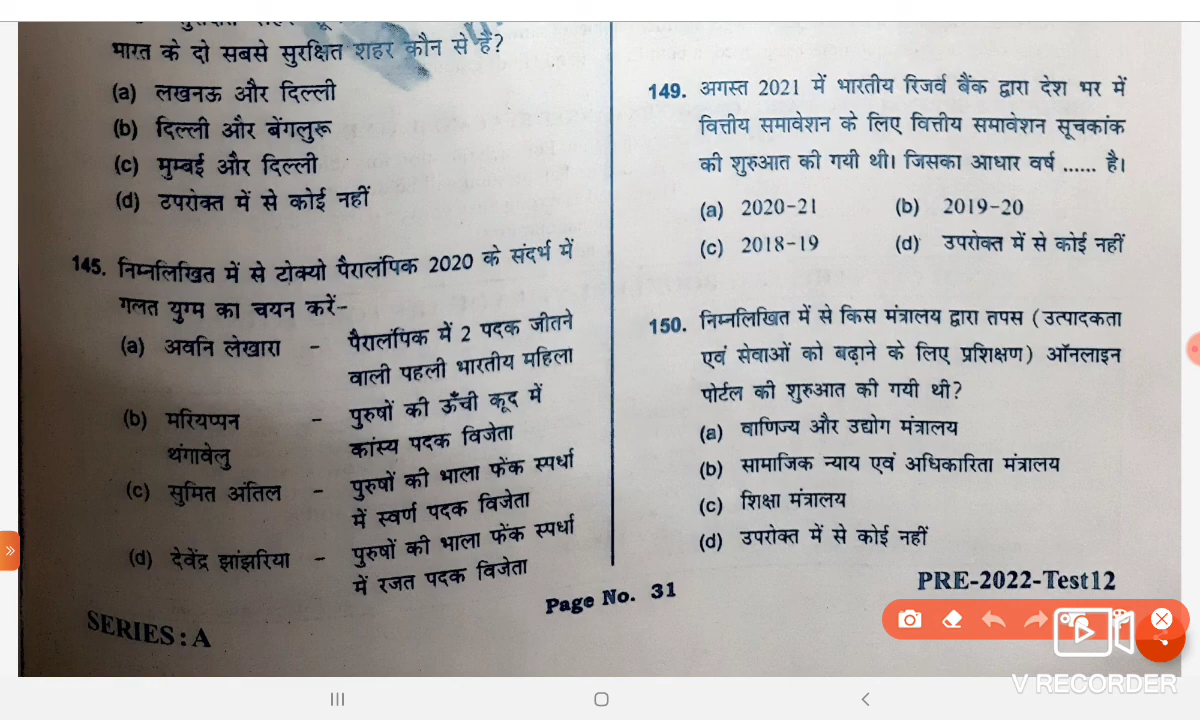 भारत के दो सबसे सुरक्षित शहर कौन से हैं?
(a) लखनऊ और दिल्ली
(b) दिल्ली और बेंगलुरू
(c) मुम्बई और दिल्ली
(d) उपरोक्त में से कोई नहीं
145. निम्नलिखित में से टोक्यो पैरालंपिक 2020 के संदर्भ में
गलत युग्म का चयन करें-
(a) अवनि लेखारा - पैरालंपिक में 2 पदक जीतने
वाली पहली भारतीय महिला
(b) मरियप्पन - पुरुषों की ऊँची कूद में
थंगावेलु कांस्य पदक विजेता
(c) सुमित अंतिल - पुरुषों की भाला फेंक स्पर्धा
में स्वर्ण पदक विजेता
(d) देवेंद्र झांझरिया - पुरुषों की भाला फेंक स्पर्धा
में रजत पदक विजेता
149. अगस्त 2021 में भारतीय रिजर्व बैंक द्वारा देश भर में
वित्तीय समावेशन के लिए वित्तीय समावेशन सूचकांक
की शुरुआत की गयी थी। जिसका आधार वर्ष ...... है।
(a) 2020-21 (b) 2019-20
(c) 2018-19 (d) उपरोक्त में से कोई नहीं
150. निम्नलिखित में से किस मंत्रालय द्वारा तपस (उत्पादकता
एवं सेवाओं को बढ़ाने के लिए प्रशिक्षण) ऑनलाइन
पोर्टल की शुरुआत की गयी थी?
(a) वाणिज्य और उद्योग मंत्रालय
(b) सामाजिक न्याय एवं अधिकारिता मंत्रालय
(c) शिक्षा मंत्रालय
(d) उपरोक्त में से कोई नहीं
PRE-2022-Test12
Page No. 31
SERIES : A
V RECORDER